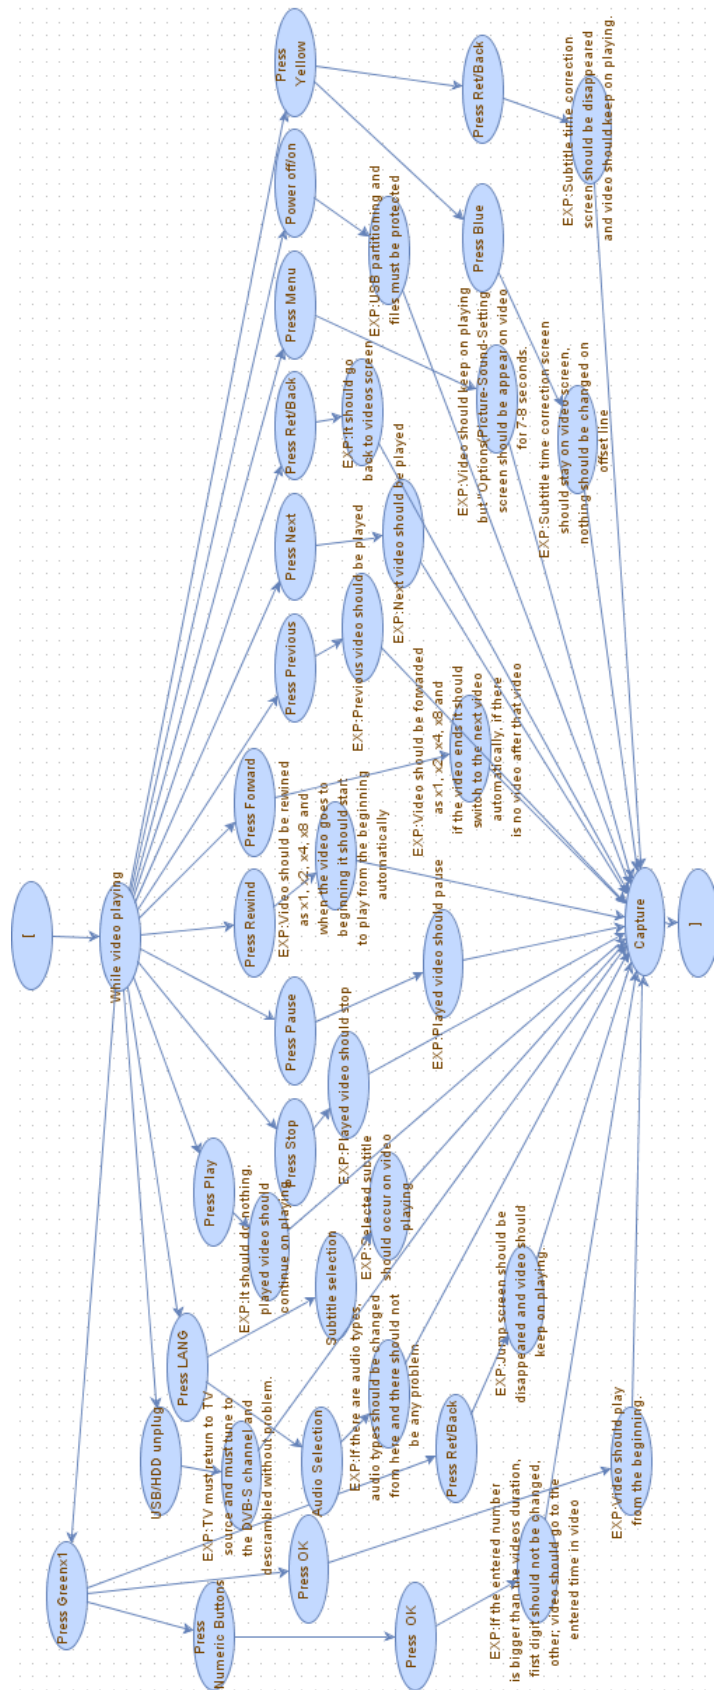 [
While video playing
Press Greenx1
USB/HDD unplug
Press LANG
Press Play
Press Stop
Press Pause
Press Rewind
Press Forward
Press Previous
Press Next
Press Ret/Back
Press Menu
Power off/on
Press
Yellow
Press
Numeric Buttons
Press OK
Press Ret/Back
Press OK
EXP:If the entered number
is bigger than the videos duration,
first digit should not be changed,
other; video should go to the
entered time in video
EXP:Video should play
from the beginning.
EXP:Jump screen should be
disappeared and video should
keep on playing.
EXP:TV must return to TV
source and must tune to
the DVB-S channel and
descrambled without problem.
Audio Selection
EXP:If there are audio types,
audio types should be changed
from here and there should not
be any problem.
Subtitle selection
EXP:Selected subtitle
should occur on video
playing
EXP:It should do nothing,
played video should
continue on playing.
EXP:Played video should stop
EXP:Played video should pause
EXP:Video should be rewined
as x1, x2, x4, x8 and
when the video goes to
beginning it should start
to play from the beginning
automatically
EXP:Video should be forwarded
as x1, x2, x4, x8 and
if the video ends it should
switch to the next video
automatically, if there
is no video after that video
EXP:Previous video should be played
EXP:Next video should be played
EXP:It should go
back to videos screen
EXP:Video should keep on playing
but "Options(Picture-Sound-Setting
screen should be appear on video
for 7-8 seconds.
EXP:USB partitioning and
files must be protected
Press Blue
EXP:Subtitle time correction screen
should stay on video screen,
nothing should be changed on
offset line
Press Ret/Back
EXP:Subtitle time correction
screen should be disappeared
and video should keep on playing.
Capture
]